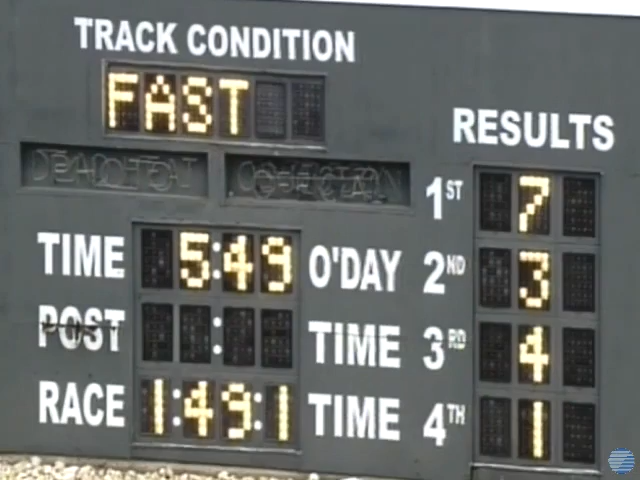 TRACK CONDITION
FAST
RESULTS
1ST 7
TIME 5:49 O'DAY 2ND 3
POST : TIME 3RD 4
RACE 1:49:1 TIME 4TH 1